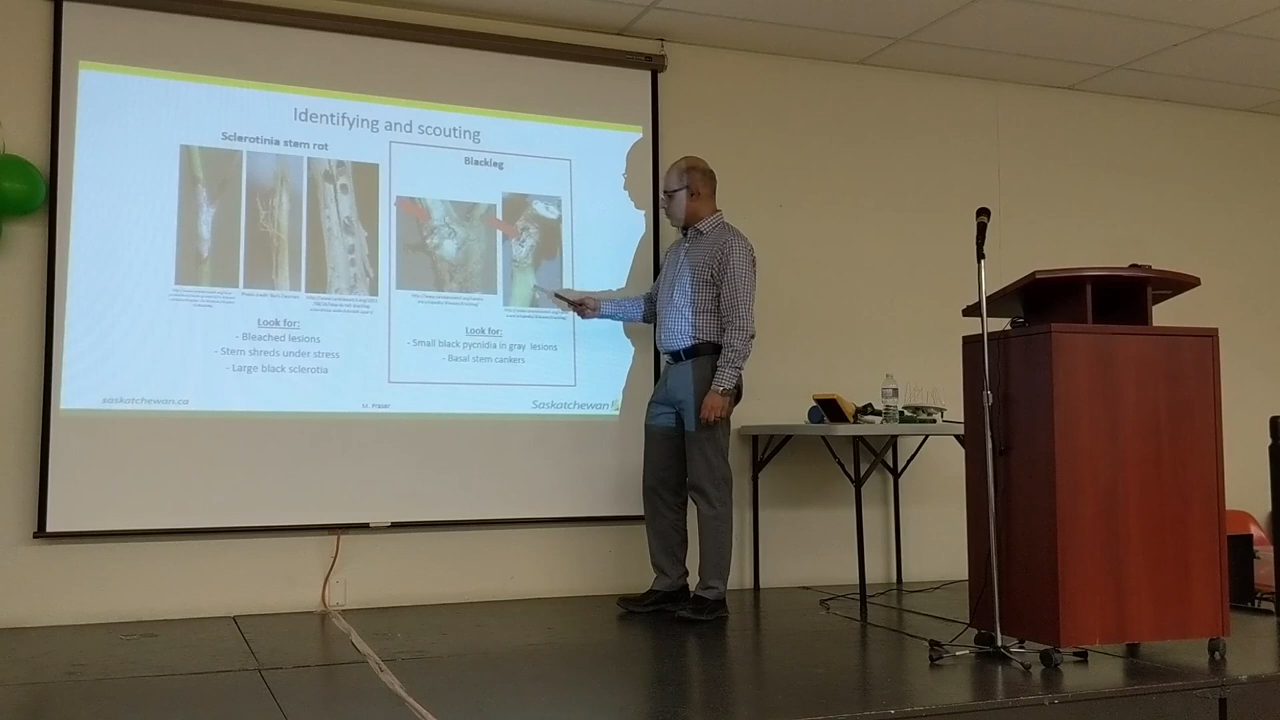 Identifying and scouting
Sclerotinia stem rot
Blackleg
Look for:
- Bleached lesions
- Stem shreds under stress
- Large black sclerotia
Look for:
- Small black pycnidia in gray lesions
- Basal stem cankers
saskatchewan.ca
Saskatchewan